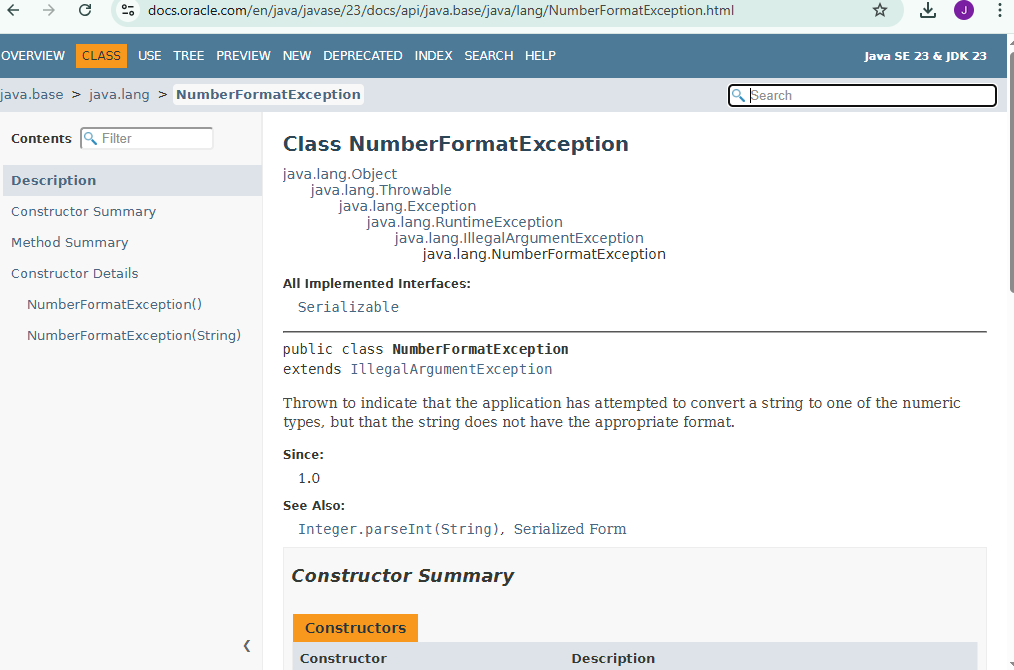 docs.oracle.com/en/java/javase/23/docs/api/java.base/java/lang/NumberFormatException.html J
OVERVIEW CLASS USE TREE PREVIEW NEW DEPRECATED INDEX SEARCH HELP Java SE 23 & JDK 23
java.base > java.lang > NumberFormatException Search
Contents Filter
Description
Constructor Summary
Method Summary
Constructor Details
NumberFormatException()
NumberFormatException(String)
Class NumberFormatException
java.lang.Object
java.lang.Throwable
java.lang.Exception
java.lang.RuntimeException
java.lang.IllegalArgumentException
java.lang.NumberFormatException
All Implemented Interfaces:
Serializable
public class NumberFormatException
extends IllegalArgumentException
Thrown to indicate that the application has attempted to convert a string to one of the numeric
types, but that the string does not have the appropriate format.
Since:
1.0
See Also:
Integer.parseInt(String), Serialized Form
Constructor Summary
Constructors
Constructor Description